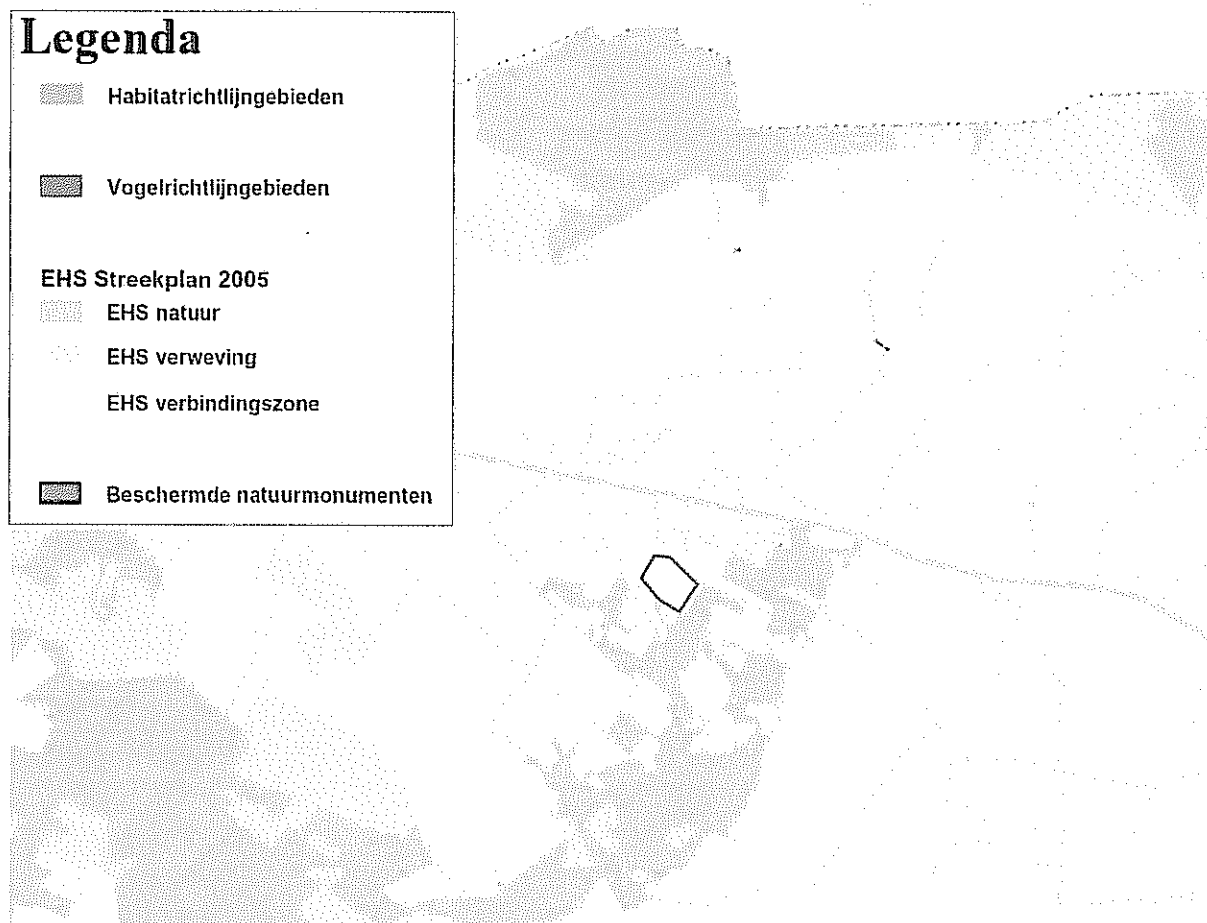 Legenda
Habitatrichtlijngebieden
Vogelrichtlijngebieden
EHS Streekplan 2005
EHS natuur
EHS verweving
EHS verbindingszone
Beschermde natuurmonumenten